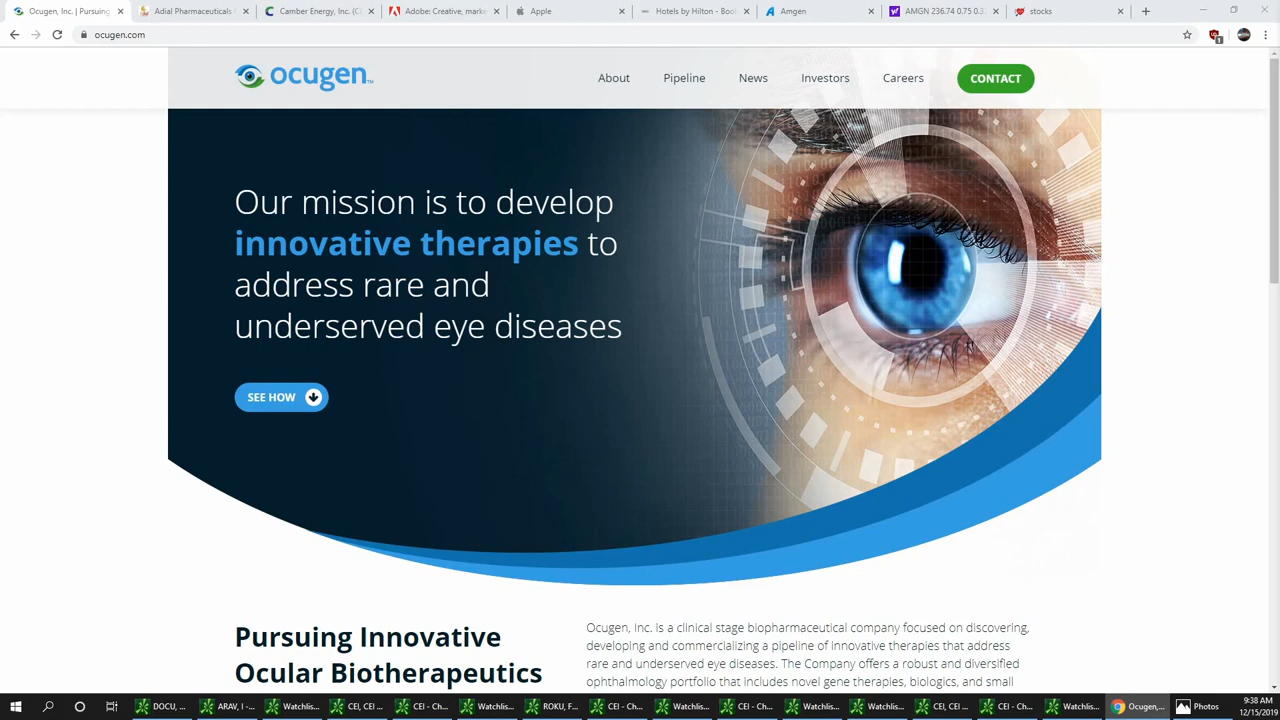 Ocugen, Inc. | Pursuing
Adial Pharmaceuticals
Camber Energy, Inc. (C
Adobe: Creative, marke
Apple
Hotels by Hilton - Boo
Amgen
AMGN 236.74 0.75 0.3
stocks
ocugen.com
1
ocugen™
About
Pipeline
News
Investors
Careers
CONTACT
Our mission is to develop
innovative therapies to
address rare and
underserved eye diseases
SEE HOW
Pursuing Innovative
Ocular Biotherapeutics
Ocugen, Inc. is a clinical stage biopharmaceutical company focused on discovering,
developing and commercializing a pipeline of innovative therapies that address
rare and underserved eye diseases. The Company offers a robust and diversified
ophthalmology portfolio that includes novel gene therapies, biologics, and small
DOCU, ...
ARAV, I -...
Watchlis...
CEI, CEI ...
CEI - Ch...
Watchlis...
ROKU, F...
CEI - Ch...
Watchlis...
CEI - Ch...
Watchlis...
CEI - Ch...
CEI, CEI ...
CEI - Ch...
Watchlis...
Ocugen,...
Photos
9:38 AM
12/15/2019